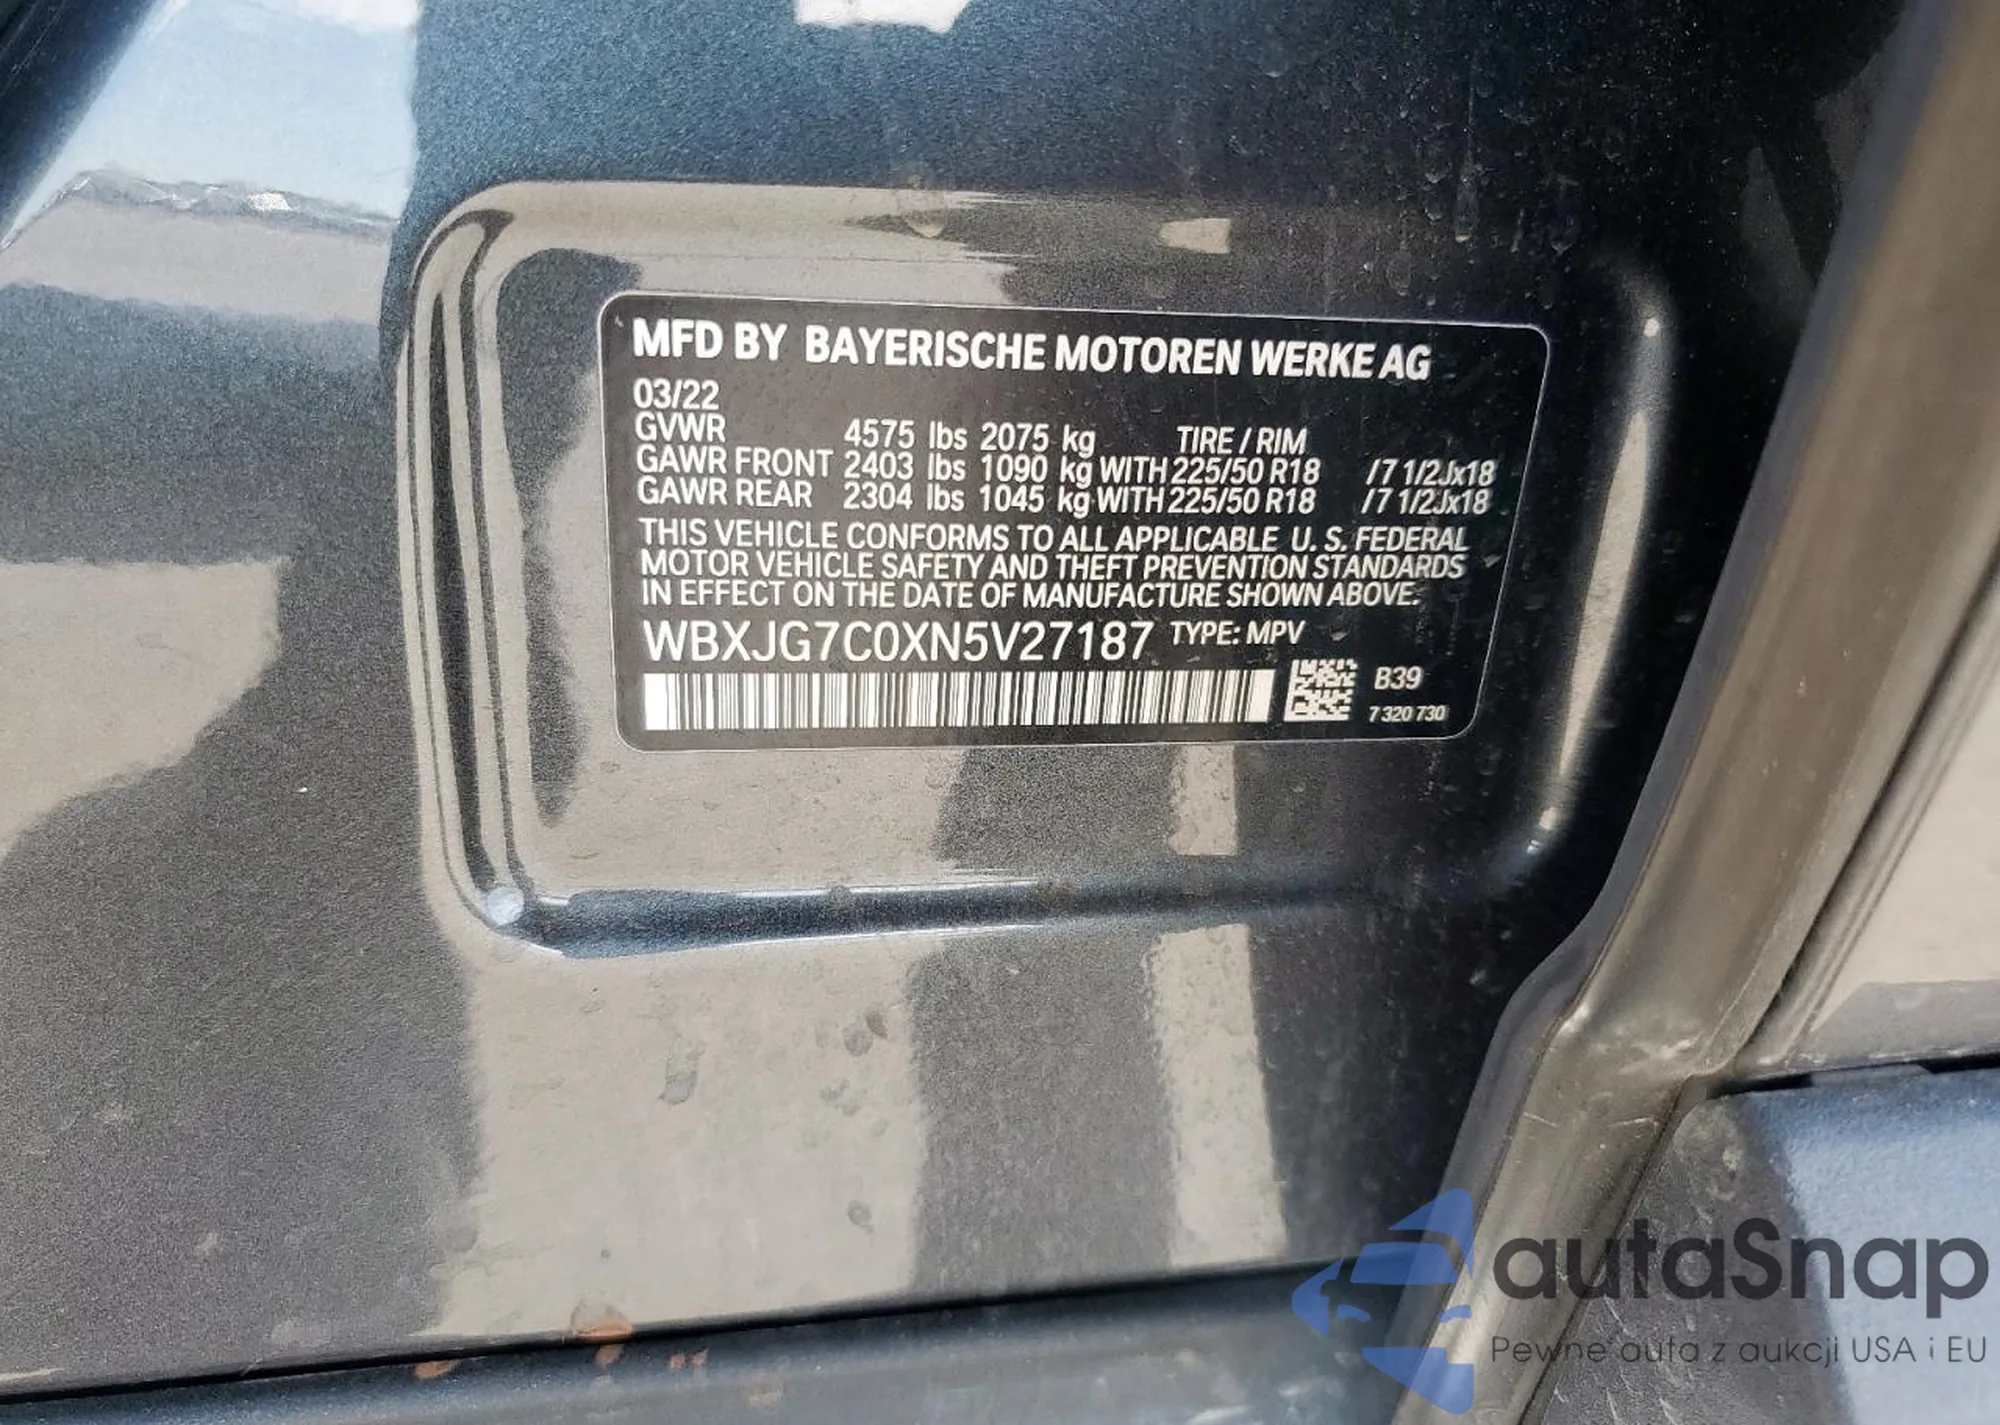 MFD BY BAYERISCHE MOTOREN WERKE AG
03/22
GVWR 4575 lbs 2075 kg TIRE / RIM
GAWR FRONT 2403 lbs 1090 kg WITH 225/50 R18 /7 1/2Jx18
GAWR REAR 2304 lbs 1045 kg WITH 225/50 R18 /7 1/2Jx18
THIS VEHICLE CONFORMS TO ALL APPLICABLE U. S. FEDERAL
MOTOR VEHICLE SAFETY AND THEFT PREVENTION STANDARDS
IN EFFECT ON THE DATE OF MANUFACTURE SHOWN ABOVE.
WBXJG7C0XN5V27187 TYPE: MPV
B39
7 320 730
autaSnap
Pewne auta z aukcji USA i EU